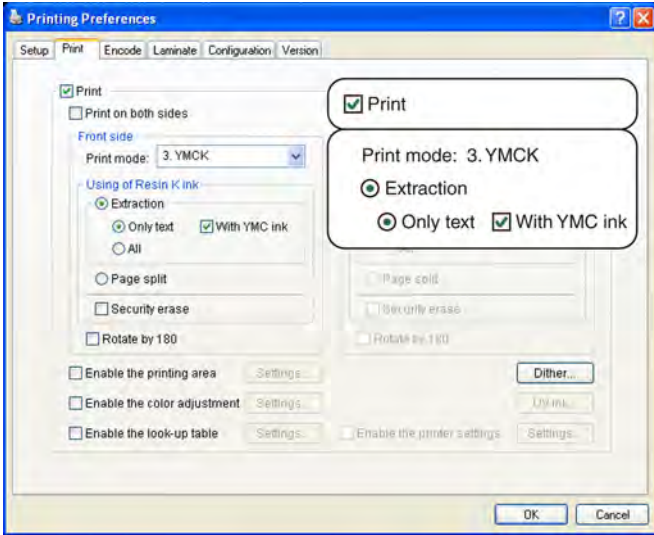 Printing Preferences
Setup Print Encode Laminate Configuration Version
Print
Print on both sides
Front side
Print mode: 3. YMCK
Using of Resin K ink
Extraction
Only text With YMC ink
All
Page split
Security erase
Rotate by 180
Print
Print mode: 3. YMCK
Extraction
Only text With YMC ink
Page split
Security erase
Rotate by 180
Enable the printing area Settings... Dither...
Enable the color adjustment Settings...
Enable the look-up table Settings... Enable the printer settings Settings...
OK Cancel